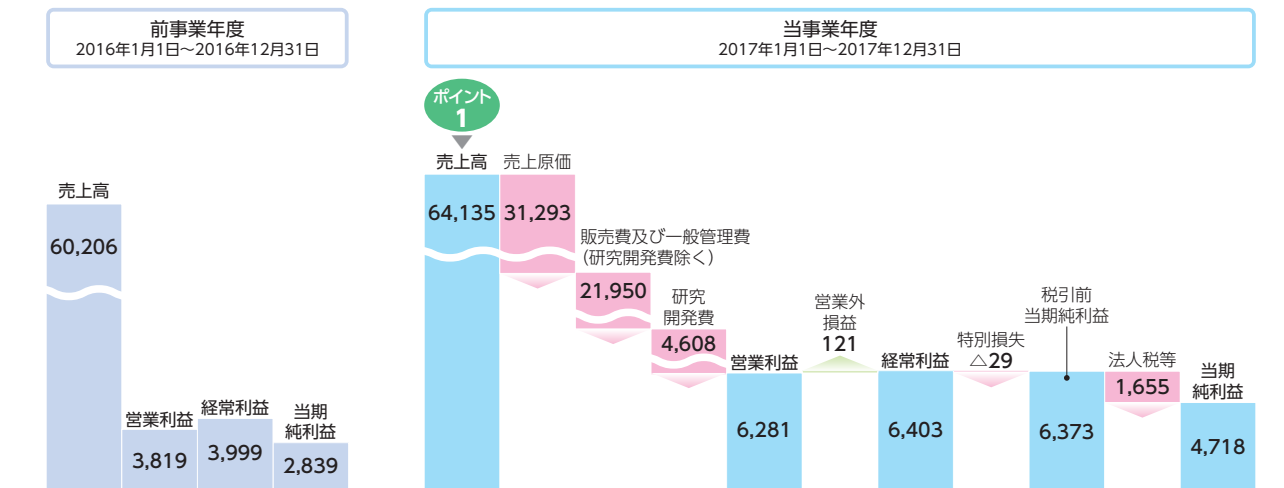 前事業年度
2016年1月1日～2016年12月31日
売上高
60,206
営業利益
3,819
経常利益
3,999
当期
純利益
2,839
当事業年度
2017年1月1日～2017年12月31日
ポイント
1
売上高
64,135
売上原価
31,293
販売費及び一般管理費
（研究開発費除く）
21,950
研究
開発費
4,608
営業利益
6,281
営業外
損益
121
経常利益
6,403
特別損失
△29
税引前
当期純利益
6,373
法人税等
1,655
当期
純利益
4,718